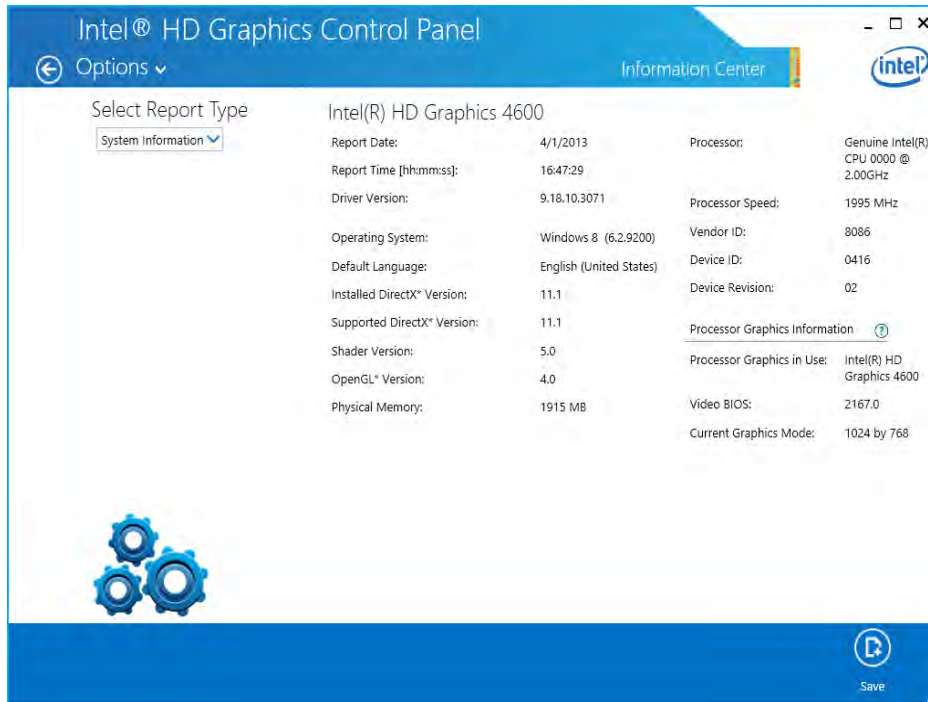 Intel® HD Graphics Control Panel
Options
Information Center
intel
Select Report Type
System Information
Intel(R) HD Graphics 4600
Report Date: 4/1/2013
Report Time [hh:mm:ss]: 16:47:29
Driver Version: 9.18.10.3071
Operating System: Windows 8 (6.2.9200)
Default Language: English (United States)
Installed DirectX* Version: 11.1
Supported DirectX* Version: 11.1
Shader Version: 5.0
OpenGL* Version: 4.0
Physical Memory: 1915 MB
Processor: Genuine Intel(R)
CPU 0000 @
2.00GHz
Processor Speed: 1995 MHz
Vendor ID: 8086
Device ID: 0416
Device Revision: 02
Processor Graphics Information ?
Processor Graphics in Use: Intel(R) HD
Graphics 4600
Video BIOS: 2167.0
Current Graphics Mode: 1024 by 768
Save